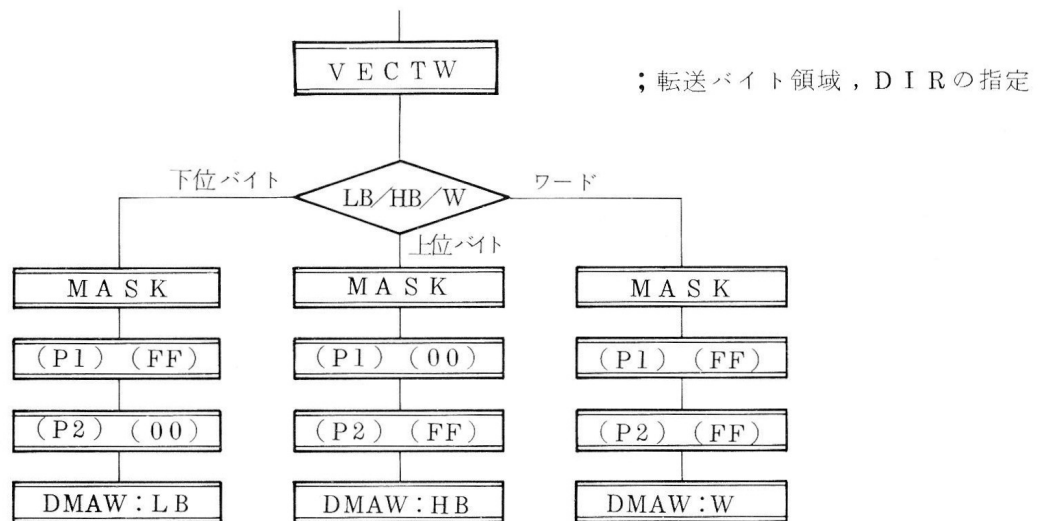 VECTW
;転送バイト領域,DIRの指定
下位バイト
LB/HB/W
ワード
上位バイト
MASK
MASK
MASK
(P1) (FF)
(P1) (00)
(P1) (FF)
(P2) (00)
(P2) (FF)
(P2) (FF)
DMAW:LB
DMAW:HB
DMAW:W